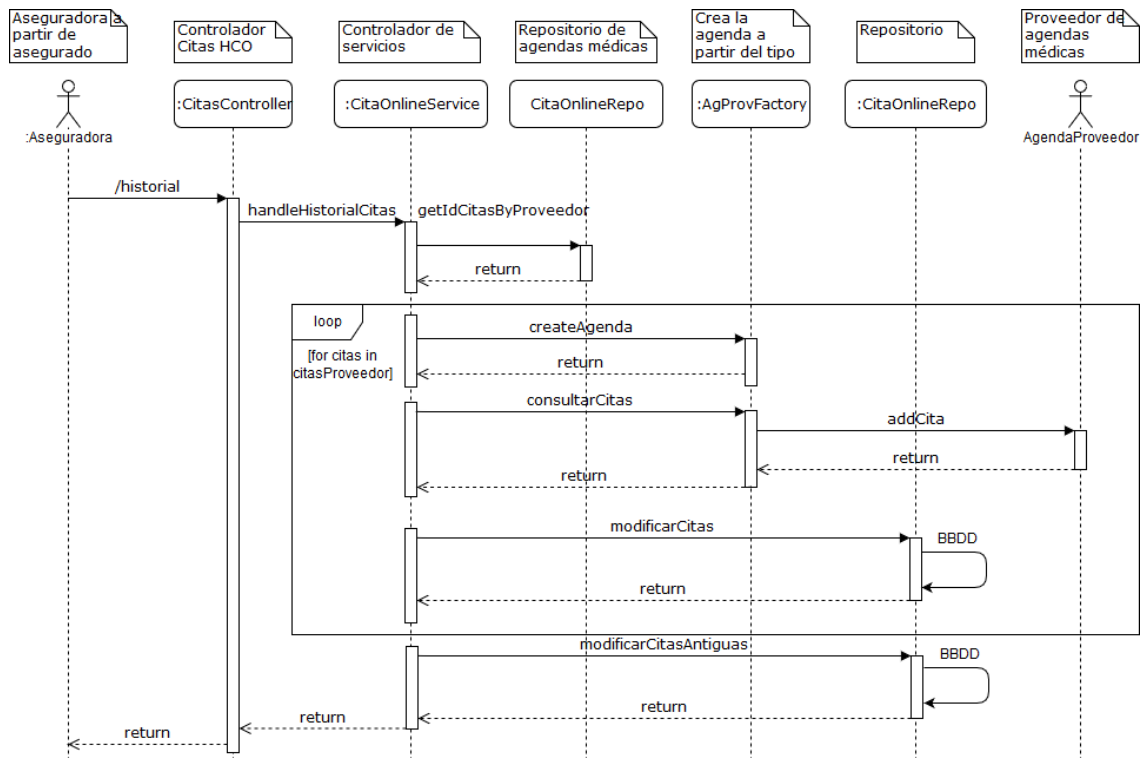 Aseguradora a
partir de
asegurado
Controlador
Citas HCO
Controlador de
servicios
Repositorio de
agendas médicas
Crea la
agenda a
partir del tipo
Repositorio
Proveedor de
agendas
médicas
:Aseguradora
:CitasController
:CitaOnlineService
CitaOnlineRepo
:AgProvFactory
:CitaOnlineRepo
AgendaProveedor
/historial
handleHistorialCitas
getIdCitasByProveedor
return
loop
[for citas in
citasProveedor]
createAgenda
return
consultarCitas
addCita
return
return
modificarCitas
BBDD
return
modificarCitasAntiguas
BBDD
return
return
return